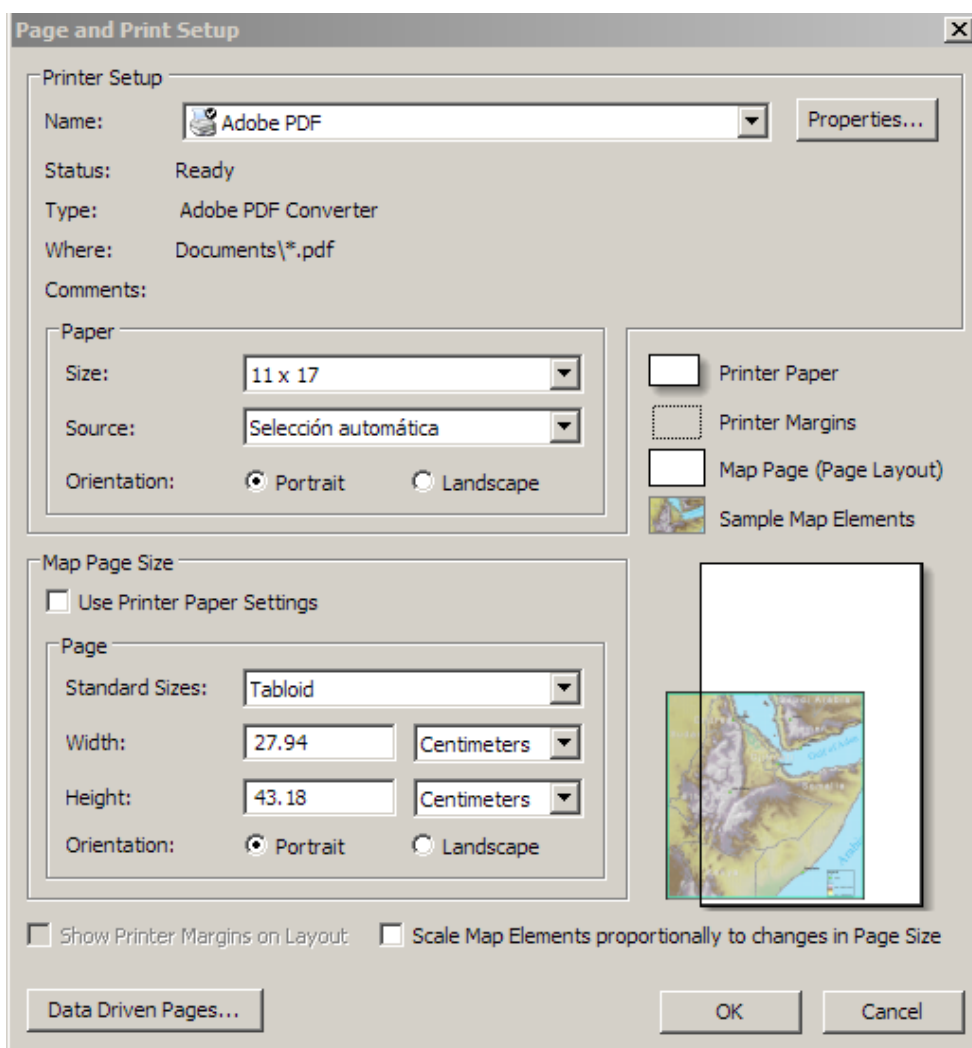 Page and Print Setup
Printer Setup
Name: Adobe PDF Properties...
Status: Ready
Type: Adobe PDF Converter
Where: Documents\*.pdf
Comments:
Paper
Size: 11 x 17
Source: Selección automática
Orientation: Portrait Landscape
Printer Paper
Printer Margins
Map Page (Page Layout)
Sample Map Elements
Map Page Size
Use Printer Paper Settings
Page
Standard Sizes: Tabloid
Width: 27.94 Centimeters
Height: 43.18 Centimeters
Orientation: Portrait Landscape
Gulf of Aden
Show Printer Margins on Layout Scale Map Elements proportionally to changes in Page Size
Data Driven Pages... OK Cancel